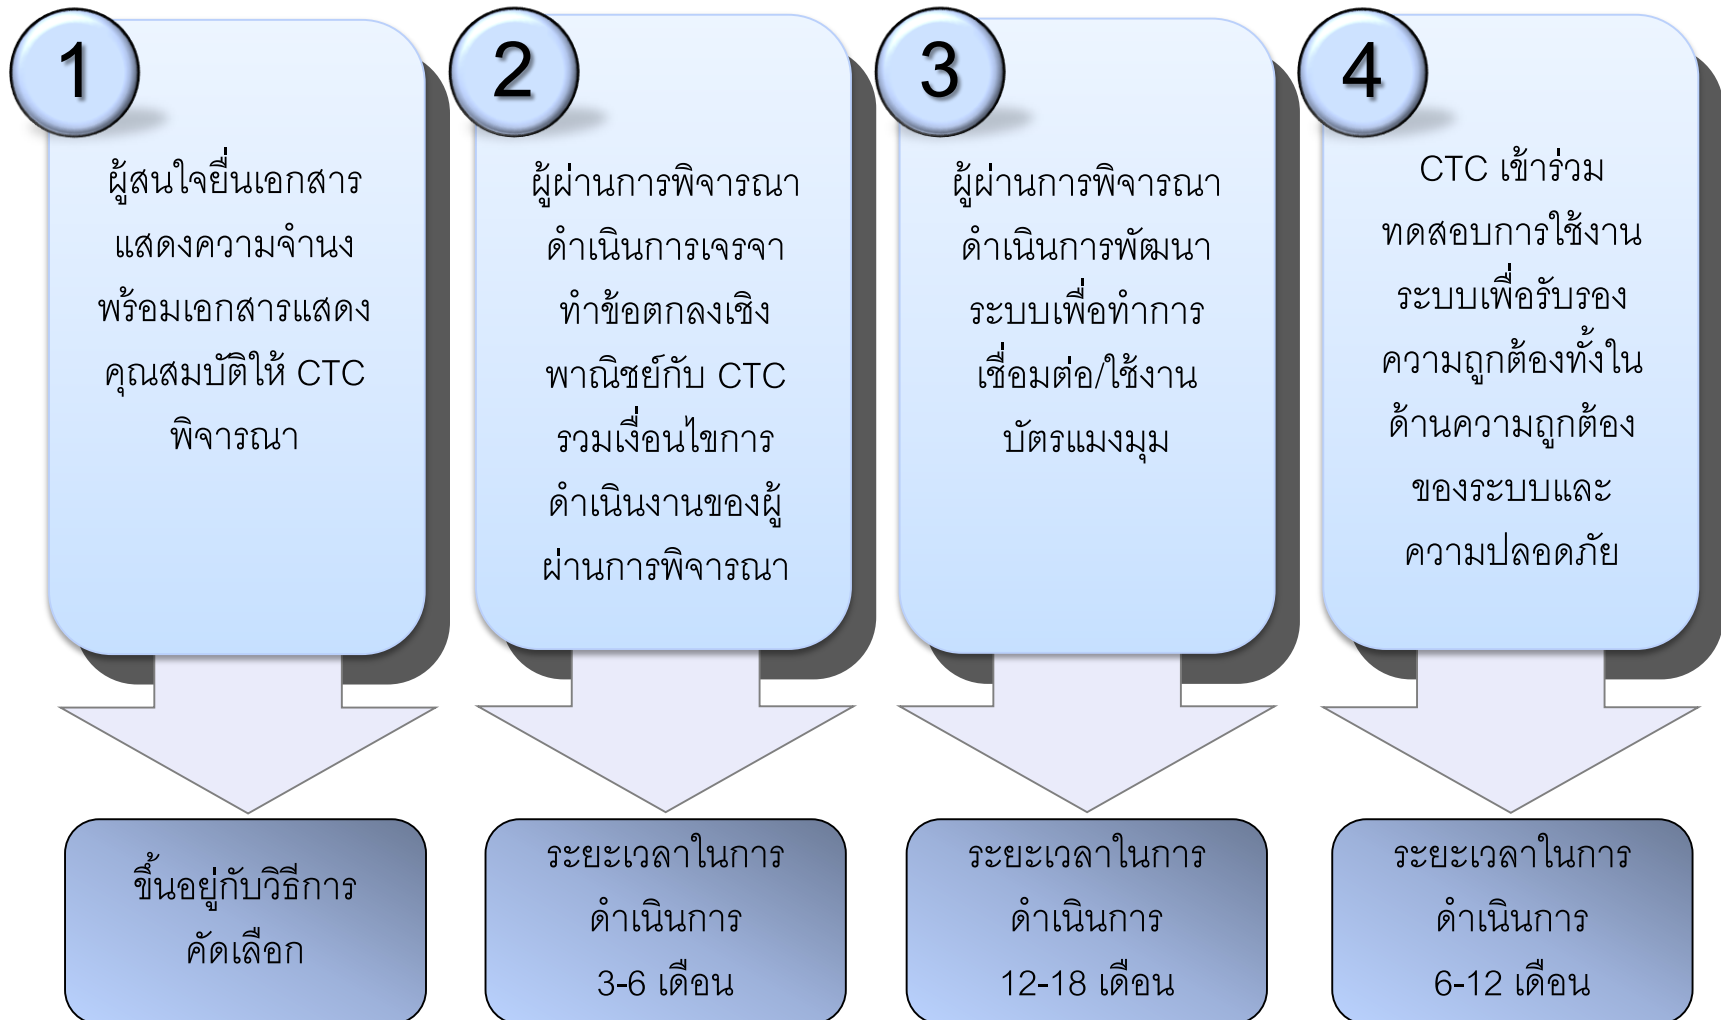 1
ผู้สนใจยื่นเอกสาร
แสดงความจำนง
พร้อมเอกสารแสดง
คุณสมบัติให้ CTC
พิจารณา
ขึ้นอยู่กับวิธีการ
คัดเลือก
2
ผู้ผ่านการพิจารณา
ดำเนินการเจรจา
ทำข้อตกลงเชิง
พาณิชย์กับ CTC
รวมเงื่อนไขการ
ดำเนินงานของผู้
ผ่านการพิจารณา
ระยะเวลาในการ
ดำเนินการ
3-6 เดือน
3
ผู้ผ่านการพิจารณา
ดำเนินการพัฒนา
ระบบเพื่อทำการ
เชื่อมต่อ/ใช้งาน
บัตรแมงมุม
ระยะเวลาในการ
ดำเนินการ
12-18 เดือน
4
CTC เข้าร่วม
ทดสอบการใช้งาน
ระบบเพื่อรับรอง
ความถูกต้องทั้งใน
ด้านความถูกต้อง
ของระบบและ
ความปลอดภัย
ระยะเวลาในการ
ดำเนินการ
6-12 เดือน